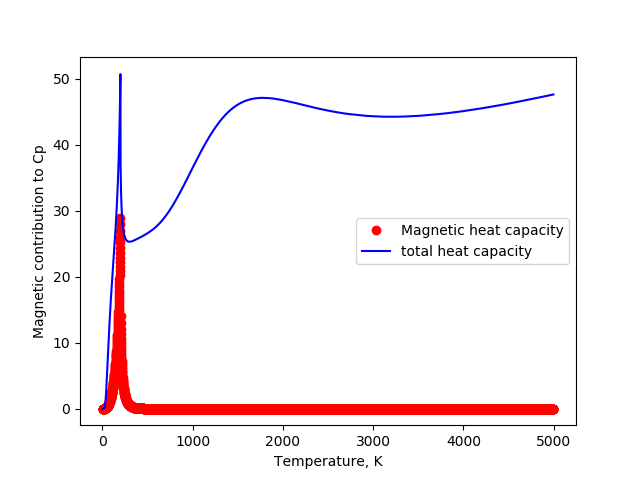 Magnetic contribution to Cp
50
40
30
20
10
0
Magnetic heat capacity
total heat capacity
0 1000 2000 3000 4000 5000
Temperature, K